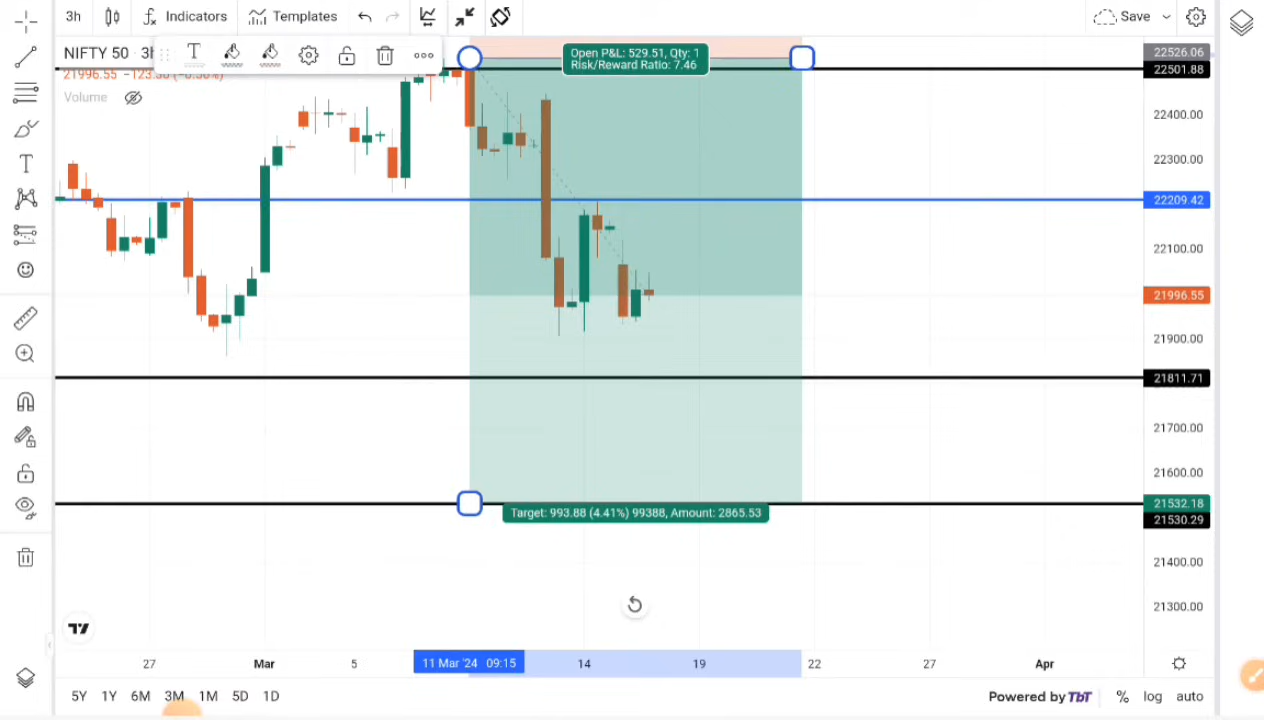 3h Indicators Templates Save
NIFTY 50 · 3h T
21996.55 −123.50 (−0.56%)
Volume
Open P&L: 529.51, Qty: 1
Risk/Reward Ratio: 7.46
22526.06
22501.88
22400.00
22300.00
22209.42
22100.00
21996.55
21900.00
21811.71
21700.00
21600.00
21532.18
21530.29
Target: 993.88 (4.41%) 99388, Amount: 2865.53
21400.00
21300.00
27 Mar 5 11 Mar '24 09:15 14 19 22 27 Apr
5Y 1Y 6M 3M 1M 5D 1D Powered by TbT % log auto